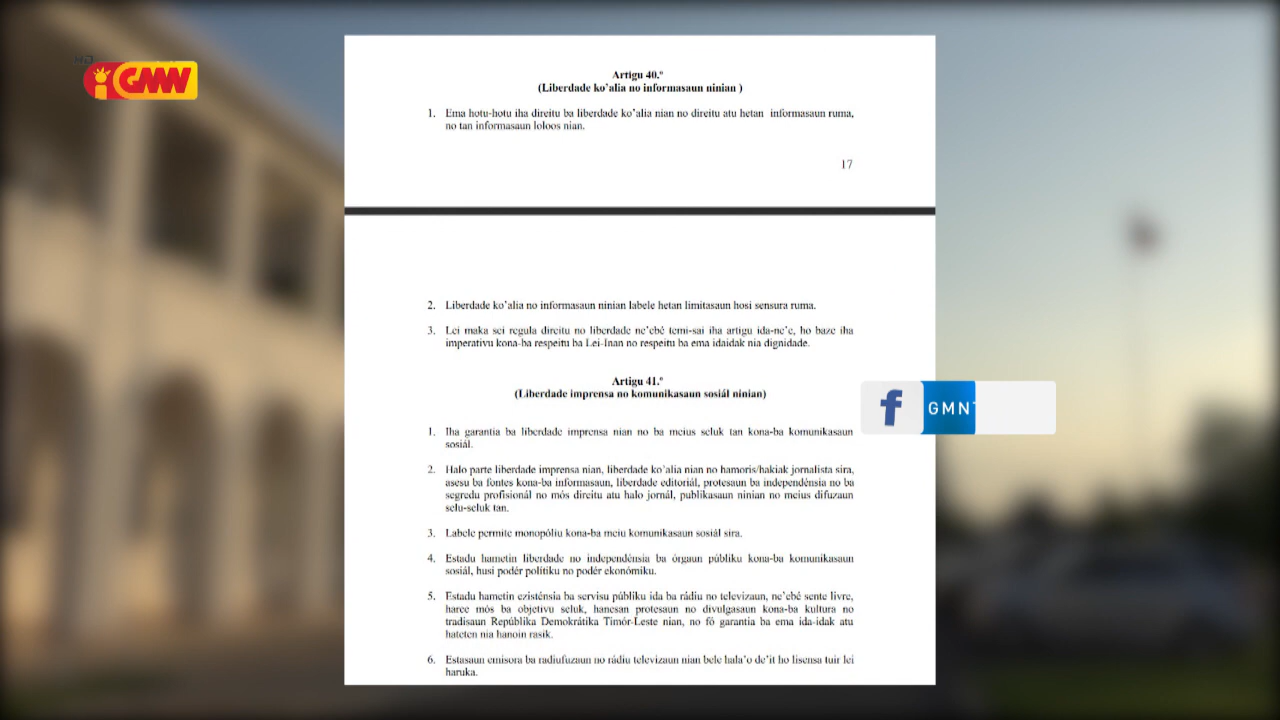 HD
GMN
Artigu 40.º
(Liberdade ko'alia no informasaun ninian )
1. Ema hotu-hotu iha direitu ba liberdade ko'alia nian no direitu atu hetan informasaun ruma,
no tan informasaun loloos nian.
17
2. Liberdade ko'alia no informasaun ninian labele hetan limitasaun hosi sensura ruma.
3. Lei maka sei regula direitu no liberdade ne'ebé temi-sai iha artigu ida-ne'e, ho baze iha
imperativu kona-ba respeitu ba Lei-Inan no respeitu ba ema idaidak nia dignidade.
Artigu 41.º
(Liberdade imprensa no komunikasaun sosiál ninian)
1. Iha garantia ba liberdade imprensa nian no ba meius seluk tan kona-ba komunikasaun
sosiál.
2. Halo parte liberdade imprensa nian, liberdade ko'alia nian no hamoris/hakiak jornalista sira,
asesu ba fontes kona-ba informasaun, liberdade editoriál, protesaun ba independénsia no ba
segredu profisionál no mós direitu atu halo jornál, publikasaun ninian no meius difuzaun
selu-seluk tan.
3. Labele permite monopóliu kona-ba meiu komunikasaun sosiál sira.
4. Estadu hametin liberdade no independénsia ba órgaun públiku kona-ba komunikasaun
sosiál, husi podér polítiku no podér ekonómiku.
5. Estadu hametin ezisténsia ba servisu públiku ida ba rádiu no televizaun, ne'ebé sente livre,
haree mós ba objetivu seluk, hanesan protesaun no divulgasaun kona-ba kultura no
tradisaun Repúblika Demokrátika Timór-Leste nian, no fó garantia ba ema ida-idak atu
hateten nia hanoin rasik.
6. Estasaun emisora ba radiufuzaun no rádiu televizaun nian bele hala'o de'it ho lisensa tuir lei
haruka.
f GMN